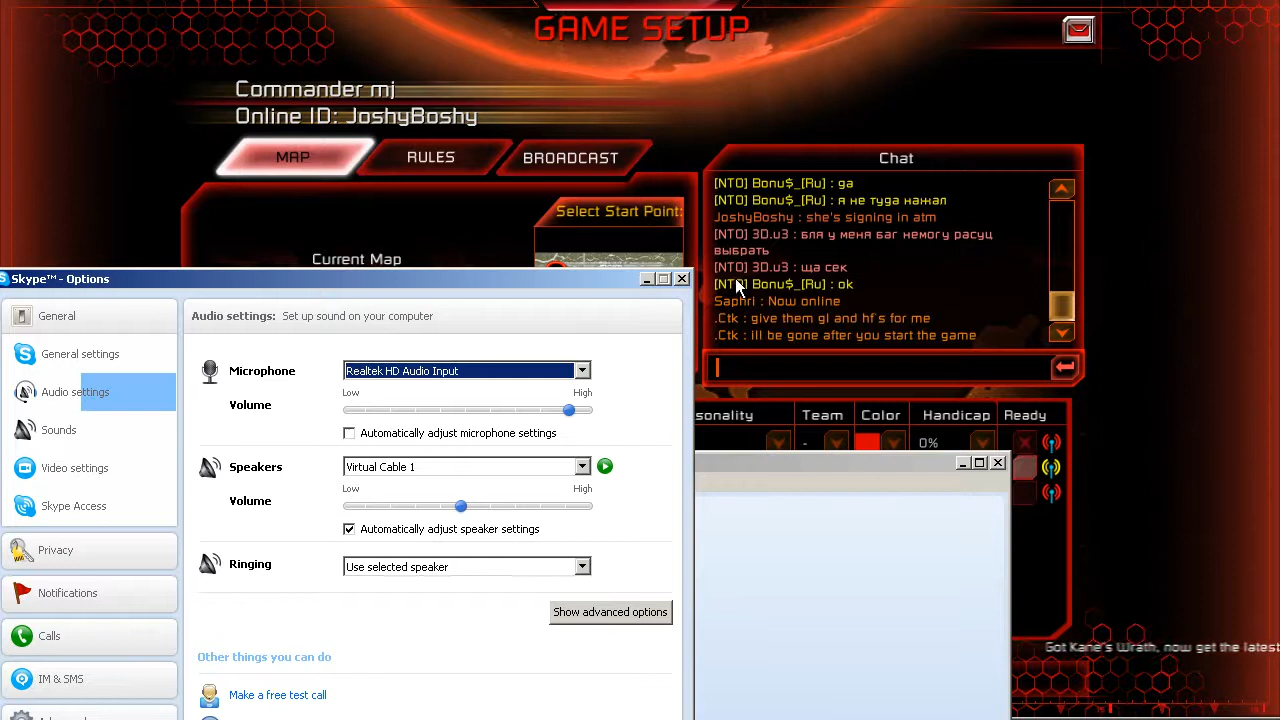 GAME SETUP
Commander mj
Online ID: JoshyBoshy
MAP
RULES
BROADCAST
Select Start Point:
Current Map
Chat
[NTO] Bonu$_[Ru] : да
[NTO] Bonu$_[Ru] : я не туда нажал
JoshyBoshy : she's signing in atm
[NTO] 3D.u3 : бля у меня баг немогу расуц
выбрать
[NTO] 3D.u3 : ща сек
[NTO] Bonu$_[Ru] : ok
Saphri : Now online
.Ctk : give them gl and hf's for me
.Ctk : ill be gone after you start the game
sonality
Team
Color
Handicap
Ready
-
0%
Got Kane's Wrath, now get the latest
Skype™ - Options
General
General settings
Audio settings
Sounds
Video settings
Skype Access
Privacy
Notifications
Calls
IM & SMS
Audio settings: Set up sound on your computer
Microphone
Realtek HD Audio Input
Low
High
Volume
Automatically adjust microphone settings
Speakers
Virtual Cable 1
Low
High
Volume
Automatically adjust speaker settings
Ringing
Use selected speaker
Show advanced options
Other things you can do
Make a free test call